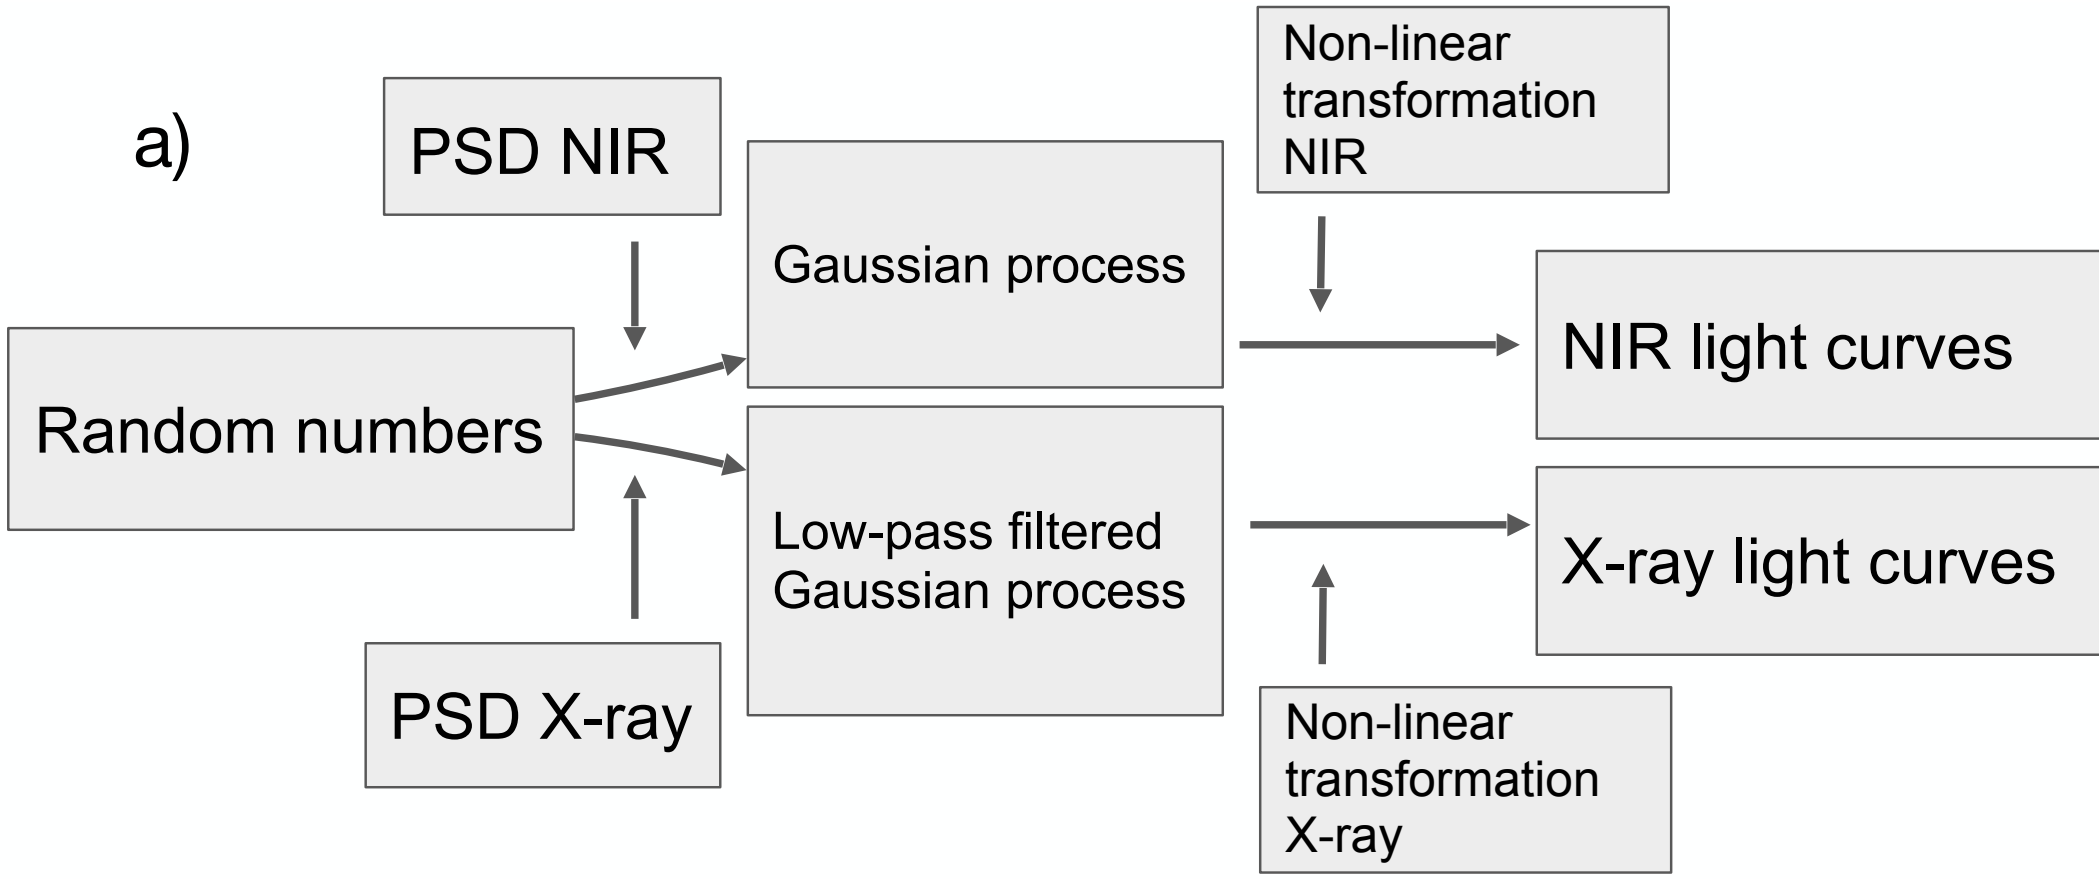 a)
PSD NIR
Non-linear
transformation
NIR
Gaussian process
NIR light curves
Random numbers
Low-pass filtered
Gaussian process
X-ray light curves
PSD X-ray
Non-linear
transformation
X-ray